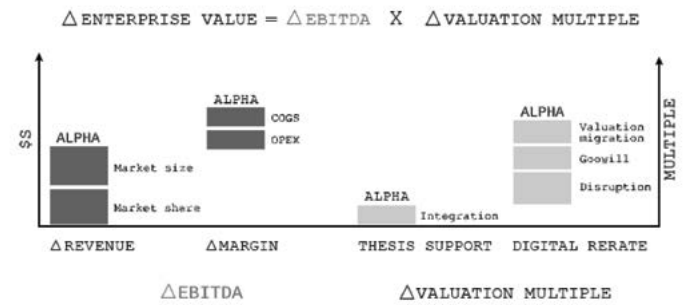 △ENTERPRISE VALUE = △EBITDA X △VALUATION MULTIPLE
$S
MULTIPLE
ALPHA
Market size
Market share
ALPHA
COGS
OPEX
ALPHA
Integration
ALPHA
Valuation
migration
Goowill
Disruption
△REVENUE
△MARGIN
THESIS SUPPORT
DIGITAL RERATE
△EBITDA
△VALUATION MULTIPLE